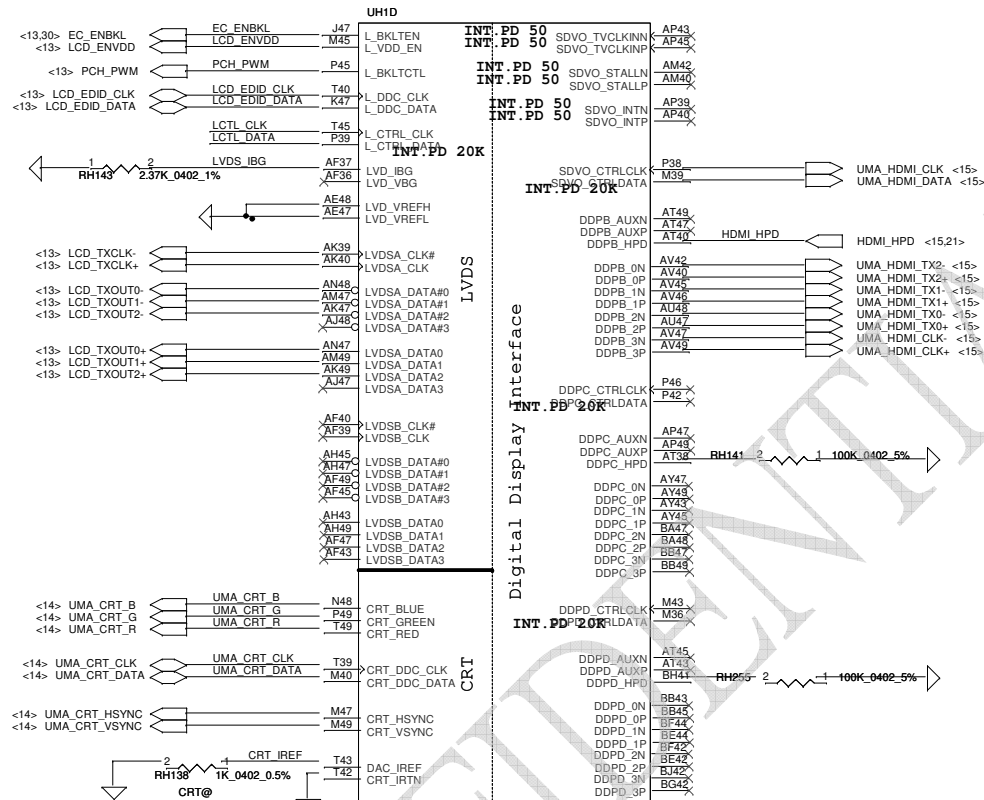 UH1D
<13,30> EC_ENBKL EC_ENBKL J47 L_BKLTEN
<13> LCD_ENVDD LCD_ENVDD M45 L_VDD_EN
<13> PCH_PWM PCH_PWM P45 L_BKLTCTL
<13> LCD_EDID_CLK LCD_EDID_CLK T40 L_DDC_CLK
<13> LCD_EDID_DATA LCD_EDID_DATA K47 L_DDC_DATA
LCTL_CLK T45 L_CTRL_CLK
LCTL_DATA P39 L_CTRL_DATA
INT.PD 20K
1 2 LVDS_IBG AF37 LVD_IBG
RH143 2.37K_0402_1% AF36 LVD_VBG
AE48 LVD_VREFH
AE47 LVD_VREFL
<13> LCD_TXCLK- AK39 LVDSA_CLK#
<13> LCD_TXCLK+ AK40 LVDSA_CLK
<13> LCD_TXOUT0- AN48 LVDSA_DATA#0
<13> LCD_TXOUT1- AM47 LVDSA_DATA#1
<13> LCD_TXOUT2- AK47 LVDSA_DATA#2
AJ48 LVDSA_DATA#3
<13> LCD_TXOUT0+ AN47 LVDSA_DATA0
<13> LCD_TXOUT1+ AM49 LVDSA_DATA1
<13> LCD_TXOUT2+ AK49 LVDSA_DATA2
AJ47 LVDSA_DATA3
AF40 LVDSB_CLK#
AF39 LVDSB_CLK
AH45 LVDSB_DATA#0
AH47 LVDSB_DATA#1
AF49 LVDSB_DATA#2
AF45 LVDSB_DATA#3
AH43 LVDSB_DATA0
AH49 LVDSB_DATA1
AF47 LVDSB_DATA2
AF43 LVDSB_DATA3
LVDS
<14> UMA_CRT_B UMA_CRT_B N48 CRT_BLUE
<14> UMA_CRT_G UMA_CRT_G P49 CRT_GREEN
<14> UMA_CRT_R UMA_CRT_R T49 CRT_RED
<14> UMA_CRT_CLK UMA_CRT_CLK T39 CRT_DDC_CLK
<14> UMA_CRT_DATA UMA_CRT_DATA M40 CRT_DDC_DATA
<14> UMA_CRT_HSYNC M47 CRT_HSYNC
<14> UMA_CRT_VSYNC M49 CRT_VSYNC
2 1 CRT_IREF T43 DAC_IREF
RH138 1K_0402_0.5% T42 CRT_IRTN
CRT@
CRT
Digital Display Interface
INT.PD 50 SDVO_TVCLKINN AP43
INT.PD 50 SDVO_TVCLKINP AP45
INT.PD 50 SDVO_STALLN AM42
INT.PD 50 SDVO_STALLP AM40
INT.PD 50 SDVO_INTN AP39
INT.PD 50 SDVO_INTP AP40
SDVO_CTRLCLK P38 UMA_HDMI_CLK <15>
SDVO_CTRLDATA M39 UMA_HDMI_DATA <15>
INT.PD 20K
DDPB_AUXN AT49
DDPB_AUXP AT47
DDPB_HPD AT40 HDMI_HPD HDMI_HPD <15,21>
DDPB_0N AV42 UMA_HDMI_TX2- <15>
DDPB_0P AV40 UMA_HDMI_TX2+ <15>
DDPB_1N AV45 UMA_HDMI_TX1- <15>
DDPB_1P AV46 UMA_HDMI_TX1+ <15>
DDPB_2N AU48 UMA_HDMI_TX0- <15>
DDPB_2P AU47 UMA_HDMI_TX0+ <15>
DDPB_3N AV47 UMA_HDMI_CLK- <15>
DDPB_3P AV49 UMA_HDMI_CLK+ <15>
DDPC_CTRLCLK P46
DDPC_CTRLDATA P42
INT.PD 20K
DDPC_AUXN AP47
DDPC_AUXP AP49
DDPC_HPD AT38 RH141 2 1 100K_0402_5%
DDPC_0N AY47
DDPC_0P AY49
DDPC_1N AY43
DDPC_1P AY45
DDPC_2N BA47
DDPC_2P BA48
DDPC_3N BB47
DDPC_3P BB49
DDPD_CTRLCLK M43
DDPD_CTRLDATA M36
INT.PD 20K
DDPD_AUXN AT45
DDPD_AUXP AT43
DDPD_HPD BH41 RH255 2 1 100K_0402_5%
DDPD_0N BB43
DDPD_0P BB45
DDPD_1N BF44
DDPD_1P BE44
DDPD_2N BF42
DDPD_2P BE42
DDPD_3N BJ42
DDPD_3P BG42
FIDENTIA